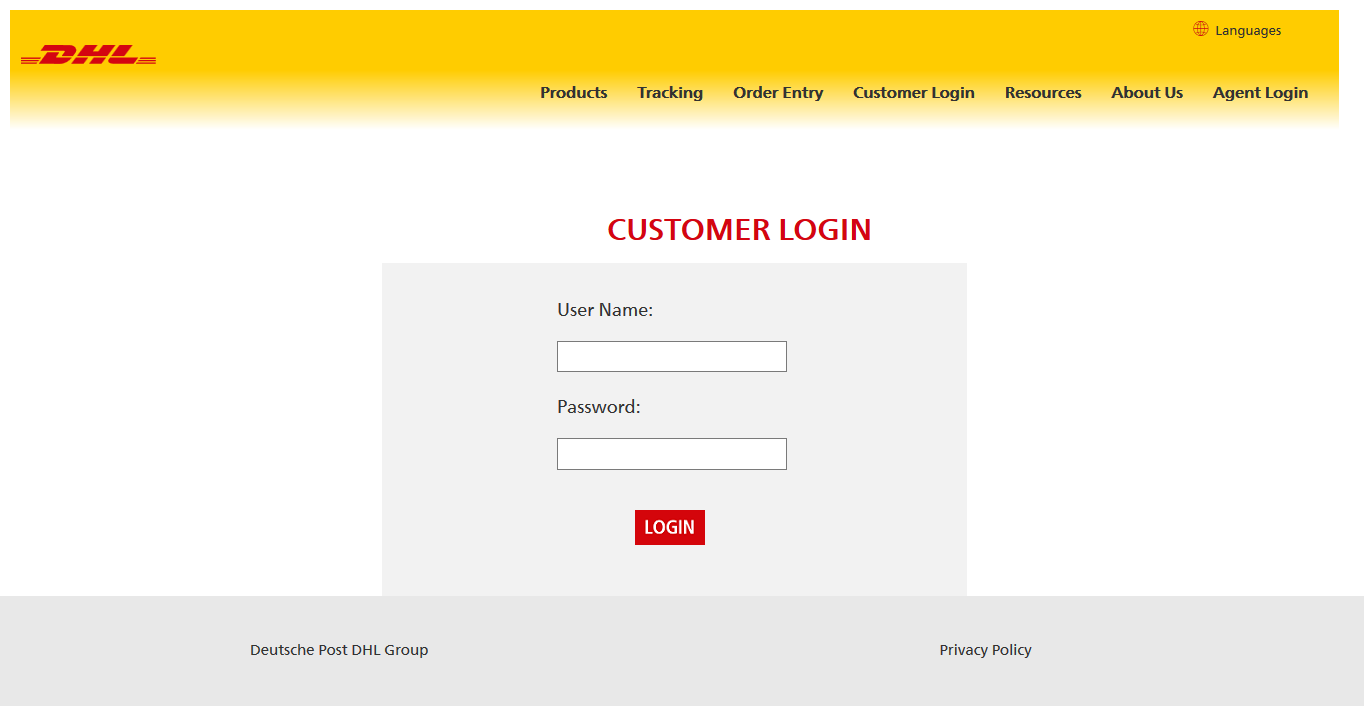 Languages
DHL
Products Tracking Order Entry Customer Login Resources About Us Agent Login
CUSTOMER LOGIN
User Name:
Password:
LOGIN
Deutsche Post DHL Group Privacy Policy